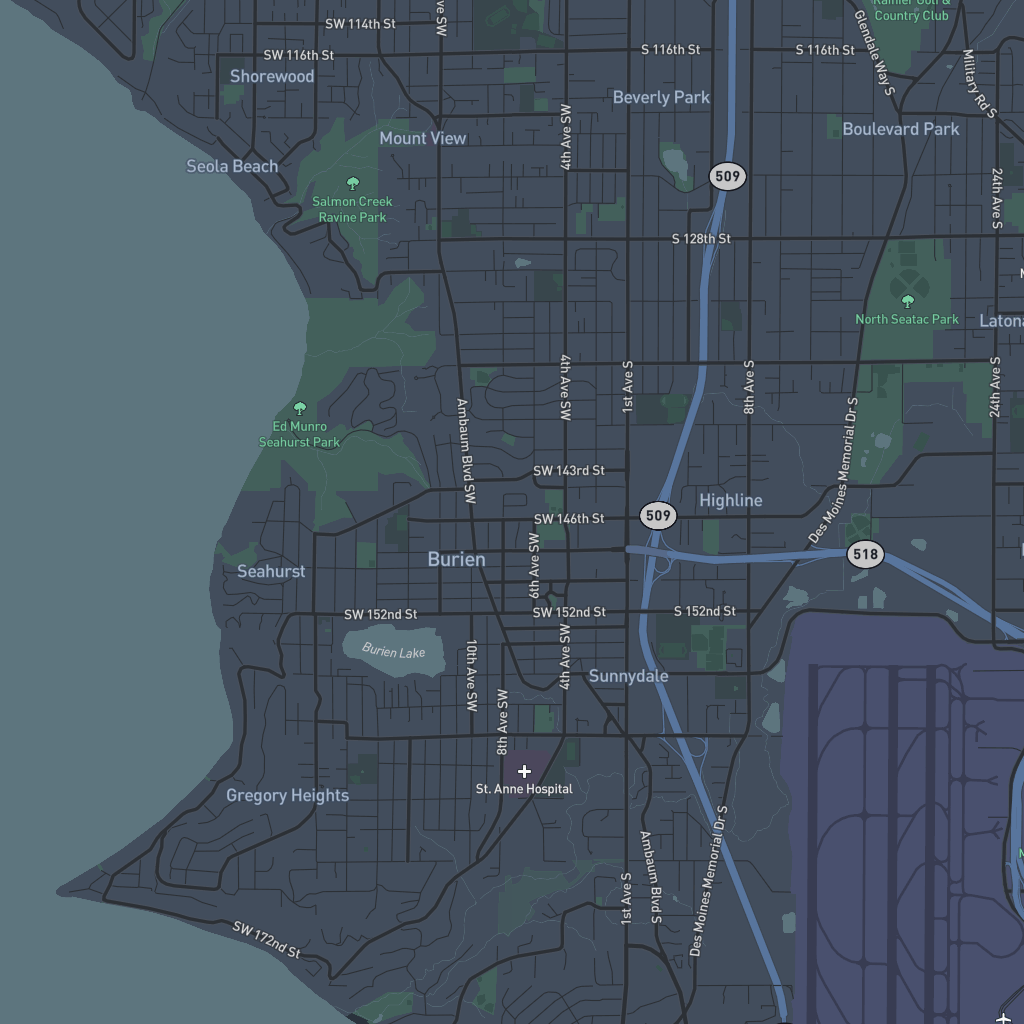 Rainier Golf &
Country Club
SW 114th St
SW 116th St
S 116th St
S 116th St
Glendale Way S
Military Rd S
ve SW
Shorewood
Beverly Park
4th Ave SW
Mount View
Boulevard Park
Seola Beach
509
Salmon Creek
Ravine Park
24th Ave S
S 128th St
North Seatac Park
Latona
4th Ave SW
1st Ave S
8th Ave S
24th Ave S
Ambaum Blvd SW
Des Moines Memorial Dr S
Ed Munro
Seahurst Park
SW 143rd St
Highline
SW 146th St
509
518
Burien
6th Ave SW
Seahurst
SW 152nd St
SW 152nd St
S 152nd St
Burien Lake
10th Ave SW
4th Ave SW
Sunnydale
8th Ave SW
St. Anne Hospital
Gregory Heights
Ambaum Blvd S
Des Moines Memorial Dr S
1st Ave S
SW 172nd St